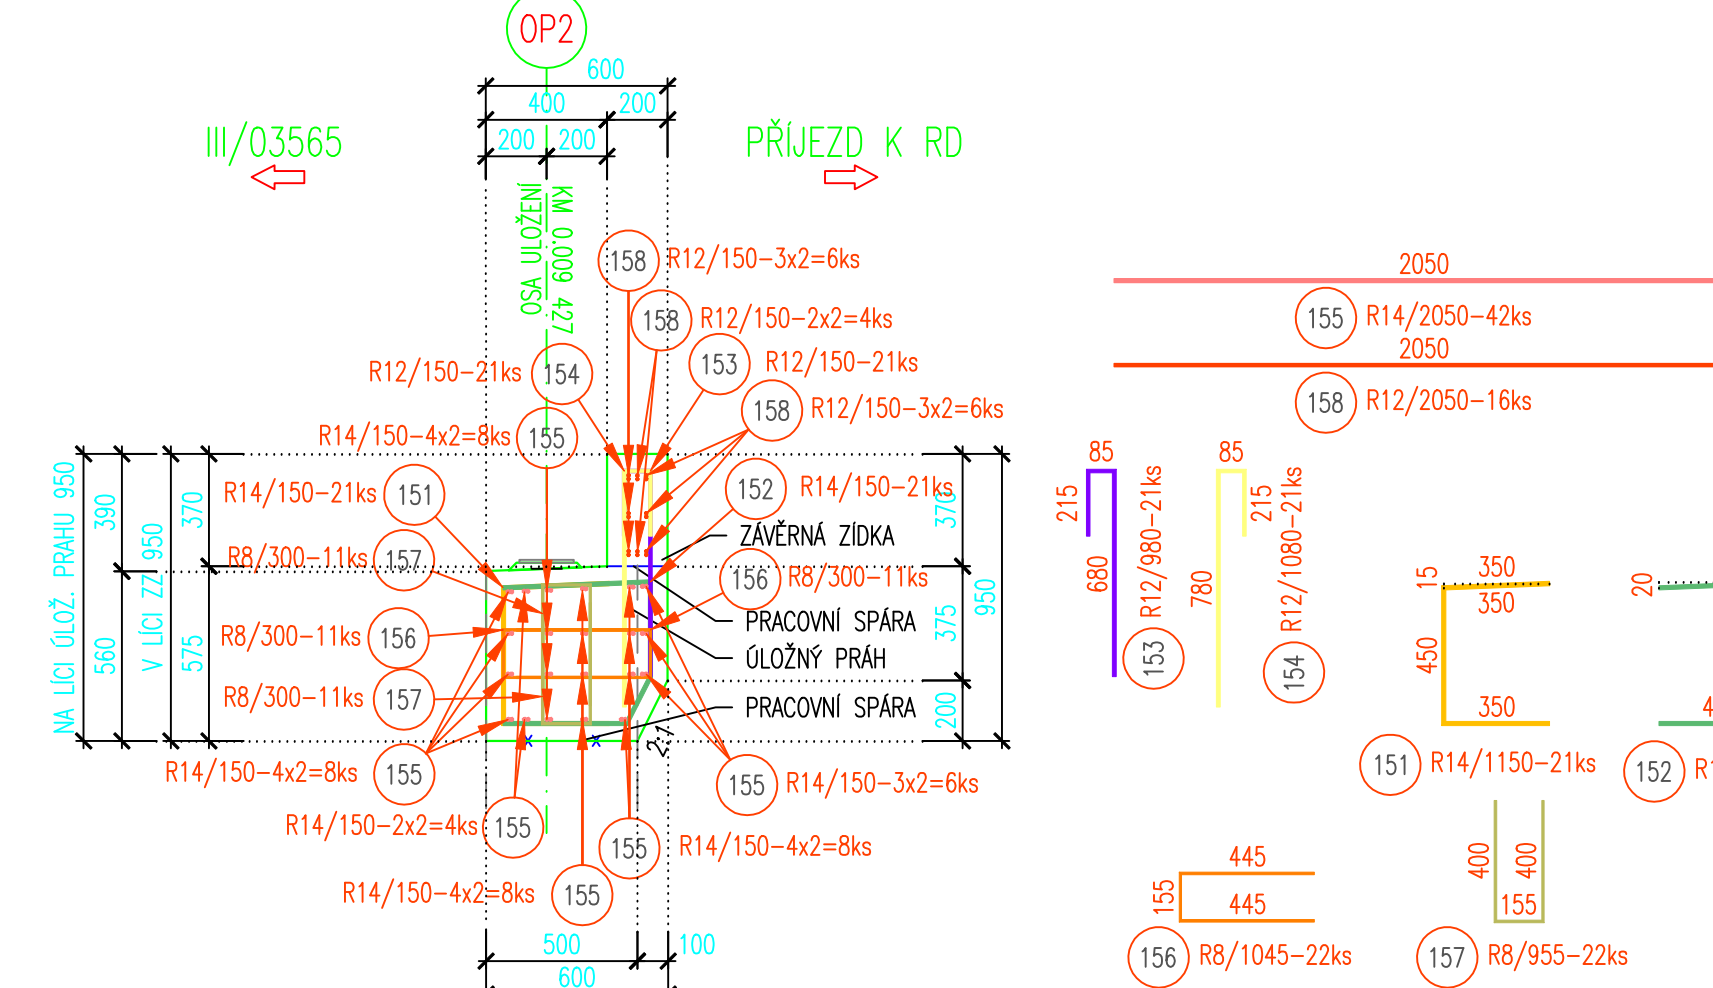 OP2
600
400
200
200
200
III/03565
PŘÍJEZD K RD
OSA ULOŽENÍ
KM 0.009 427
158
R12/150-3x2=6ks
158
R12/150-2x2=4ks
R12/150-21ks
154
153
R12/150-21ks
158
R12/150-3x2=6ks
R14/150-4x2=8ks
155
R14/150-21ks
151
152
R14/150-21ks
R8/300-11ks
157
ZÁVĚRNÁ ZÍDKA
156
R8/300-11ks
R8/300-11ks
156
PRACOVNÍ SPÁRA
ÚLOŽNÝ PRÁH
R8/300-11ks
157
PRACOVNÍ SPÁRA
2:1
R14/150-4x2=8ks
155
155
R14/150-3x2=6ks
R14/150-2x2=4ks
155
155
R14/150-4x2=8ks
R14/150-4x2=8ks
155
NA LÍCI ÚLOŽ. PRAHU 950
390
560
V LÍCI ZZ 950
370
575
370
375
200
950
500
100
600
2050
155
R14/2050-42ks
2050
158
R12/2050-16ks
85
215
680
R12/980-21ks
153
85
215
780
R12/1080-21ks
154
15
350
350
450
350
151
R14/1150-21ks
20
4
152
R1
445
155
445
156
R8/1045-22ks
400
400
155
157
R8/955-22ks